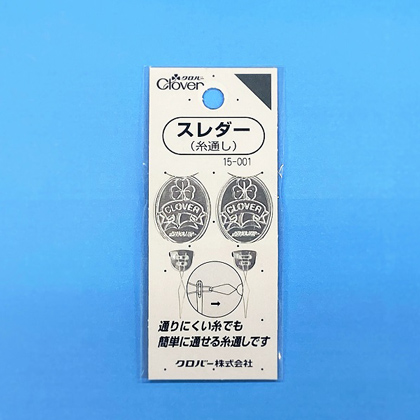 クロバー
Clover
スレダー
(糸通し)
15-001
CLOVER
CLOVER
通りにくい糸でも
簡単に通せる糸通しです
クロバー株式会社